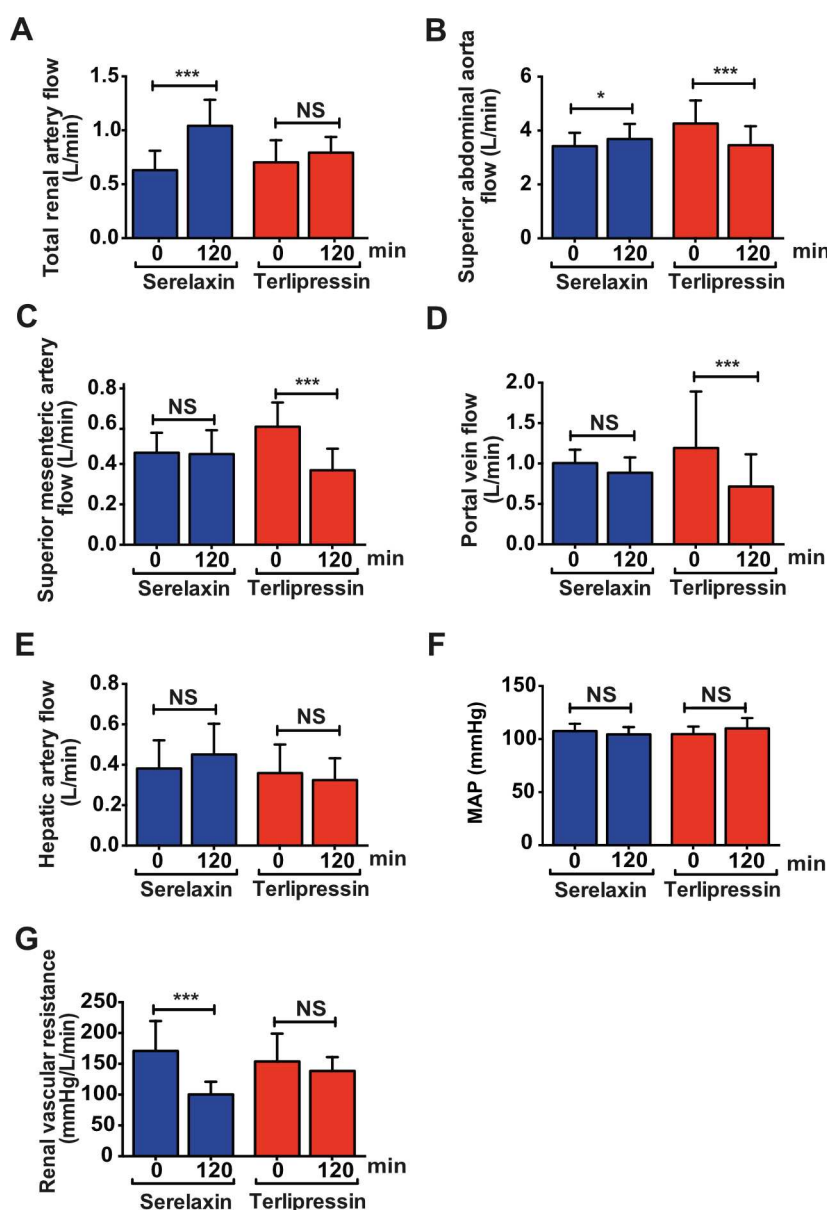 A
Total renal artery flow
(L/min)
1.5
1.0
0.5
0.0
***
NS
0 120 0 120 min
Serelaxin Terlipressin
B
Superior abdominal aorta
flow (L/min)
6
4
2
0
*
***
0 120 0 120 min
Serelaxin Terlipressin
C
Superior mesenteric artery
flow (L/min)
0.8
0.6
0.4
0.2
0.0
NS
***
0 120 0 120 min
Serelaxin Terlipressin
D
Portal vein flow
(L/min)
2.0
1.5
1.0
0.5
0.0
NS
***
0 120 0 120 min
Serelaxin Terlipressin
E
Hepatic artery flow
(L/min)
0.8
0.6
0.4
0.2
0.0
NS
NS
0 120 0 120 min
Serelaxin Terlipressin
F
MAP (mmHg)
150
100
50
0
NS
NS
0 120 0 120 min
Serelaxin Terlipressin
G
Renal vascular resistance
(mmHg/L/min)
250
200
150
100
50
0
***
NS
0 120 0 120 min
Serelaxin Terlipressin